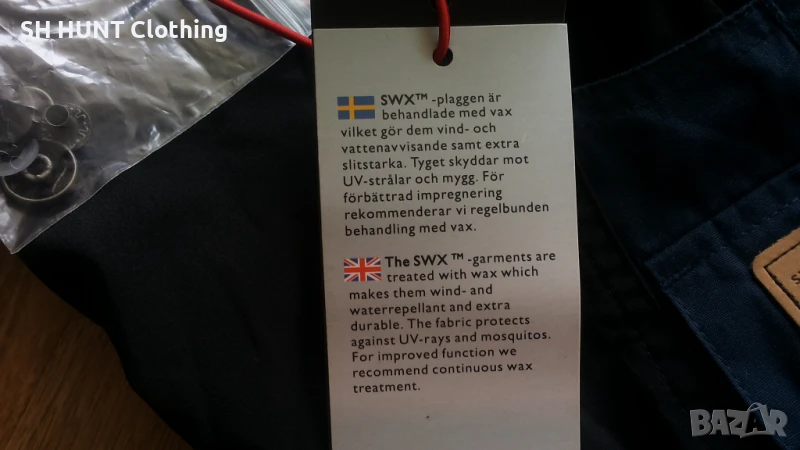 SH HUNT Clothing
SWX™ -plaggen är
behandlade med vax
vilket gör dem vind- och
vattenavvisande samt extra
slitstarka. Tyget skyddar mot
UV-strålar och mygg. För
förbättrad impregnering
rekommenderar vi regelbunden
behandling med vax.
The SWX ™ -garments are
treated with wax which
makes them wind- and
waterrepellant and extra
durable. The fabric protects
against UV-rays and mosquitos.
For improved function we
recommend continuous wax
treatment.
BAZAR